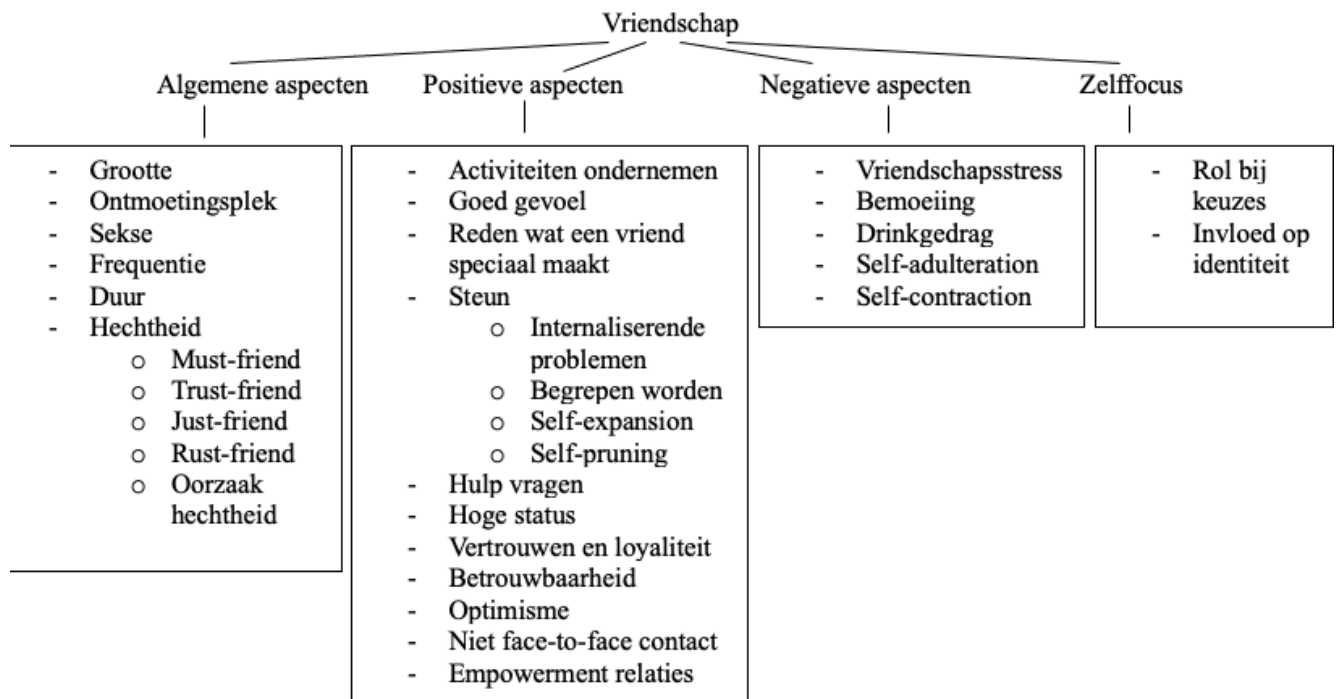 Vriendschap
Algemene aspecten
Positieve aspecten
Negatieve aspecten
Zelffocus
- Grootte
- Ontmoetingsplek
- Sekse
- Frequentie
- Duur
- Hechtheid
o Must-friend
o Trust-friend
o Just-friend
o Rust-friend
o Oorzaak
hechtheid
- Activiteiten ondernemen
- Goed gevoel
- Reden wat een vriend
speciaal maakt
- Steun
o Internaliserende
problemen
o Begrepen worden
o Self-expansion
o Self-pruning
- Hulp vragen
- Hoge status
- Vertrouwen en loyaliteit
- Betrouwbaarheid
- Optimisme
- Niet face-to-face contact
- Empowerment relaties
- Vriendschapsstress
- Bemoeiing
- Drinkgedrag
- Self-adulteration
- Self-contraction
- Rol bij
keuzes
- Invloed op
identiteit